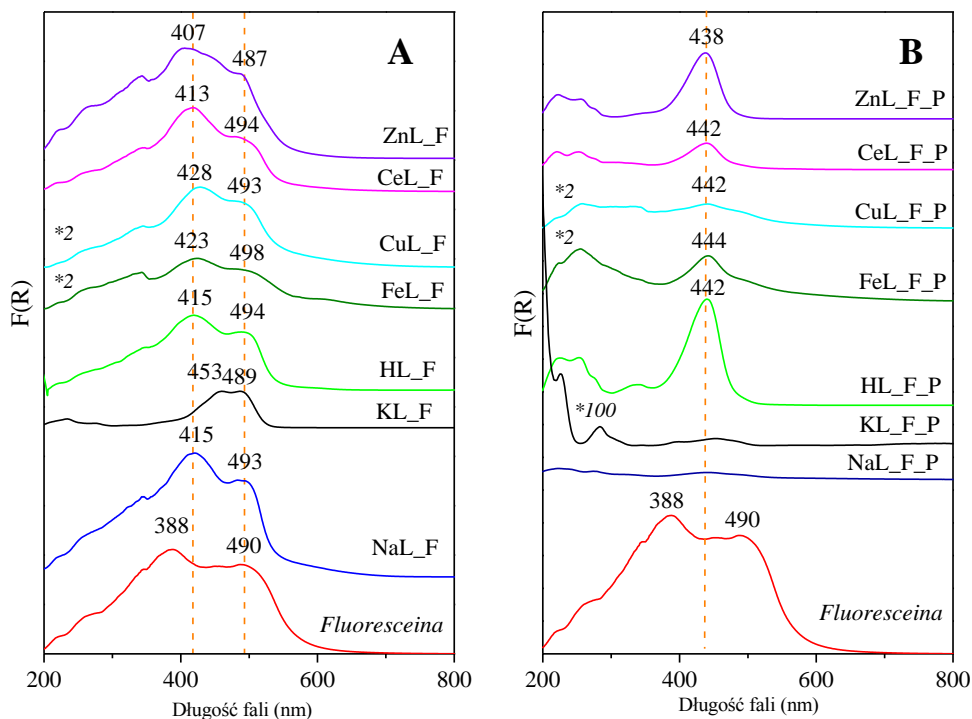 A
407
487
ZnL_F
413
494
CeL_F
428
493
*2
CuL_F
423
498
*2
FeL_F
415
494
HL_F
453 489
KL_F
415
493
NaL_F
388
490
Fluoresceina
F(R)
200 400 600 800
Długość fali (nm)
B
438
ZnL_F_P
442
CeL_F_P
*2
442
CuL_F_P
*2
444
FeL_F_P
442
HL_F_P
*100
KL_F_P
NaL_F_P
388
490
Fluoresceina
F(R)
200 400 600 800
Długość fali (nm)